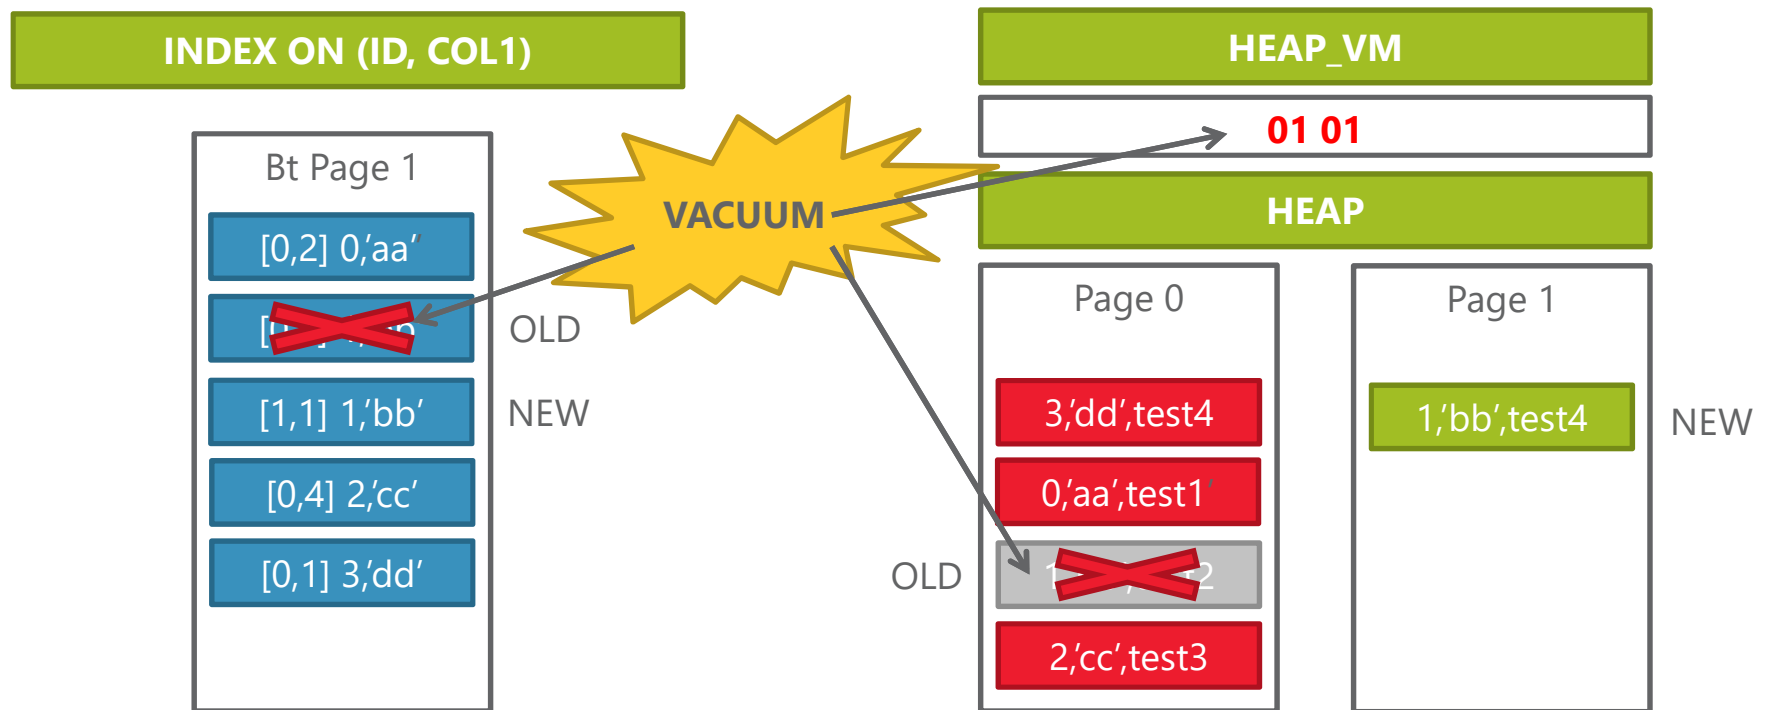 INDEX ON (ID, COL1)
HEAP_VM
01 01
Bt Page 1
VACUUM
HEAP
[0,2] 0,’aa’’
Page 0
Page 1
OLD
[1,1] 1,’bb’
NEW
3,’dd’,test4
1,’bb’,test4
NEW
[0,4] 2,’cc’
0,’aa’,test1’
[0,1] 3,’dd’
OLD
2,’cc’,test3